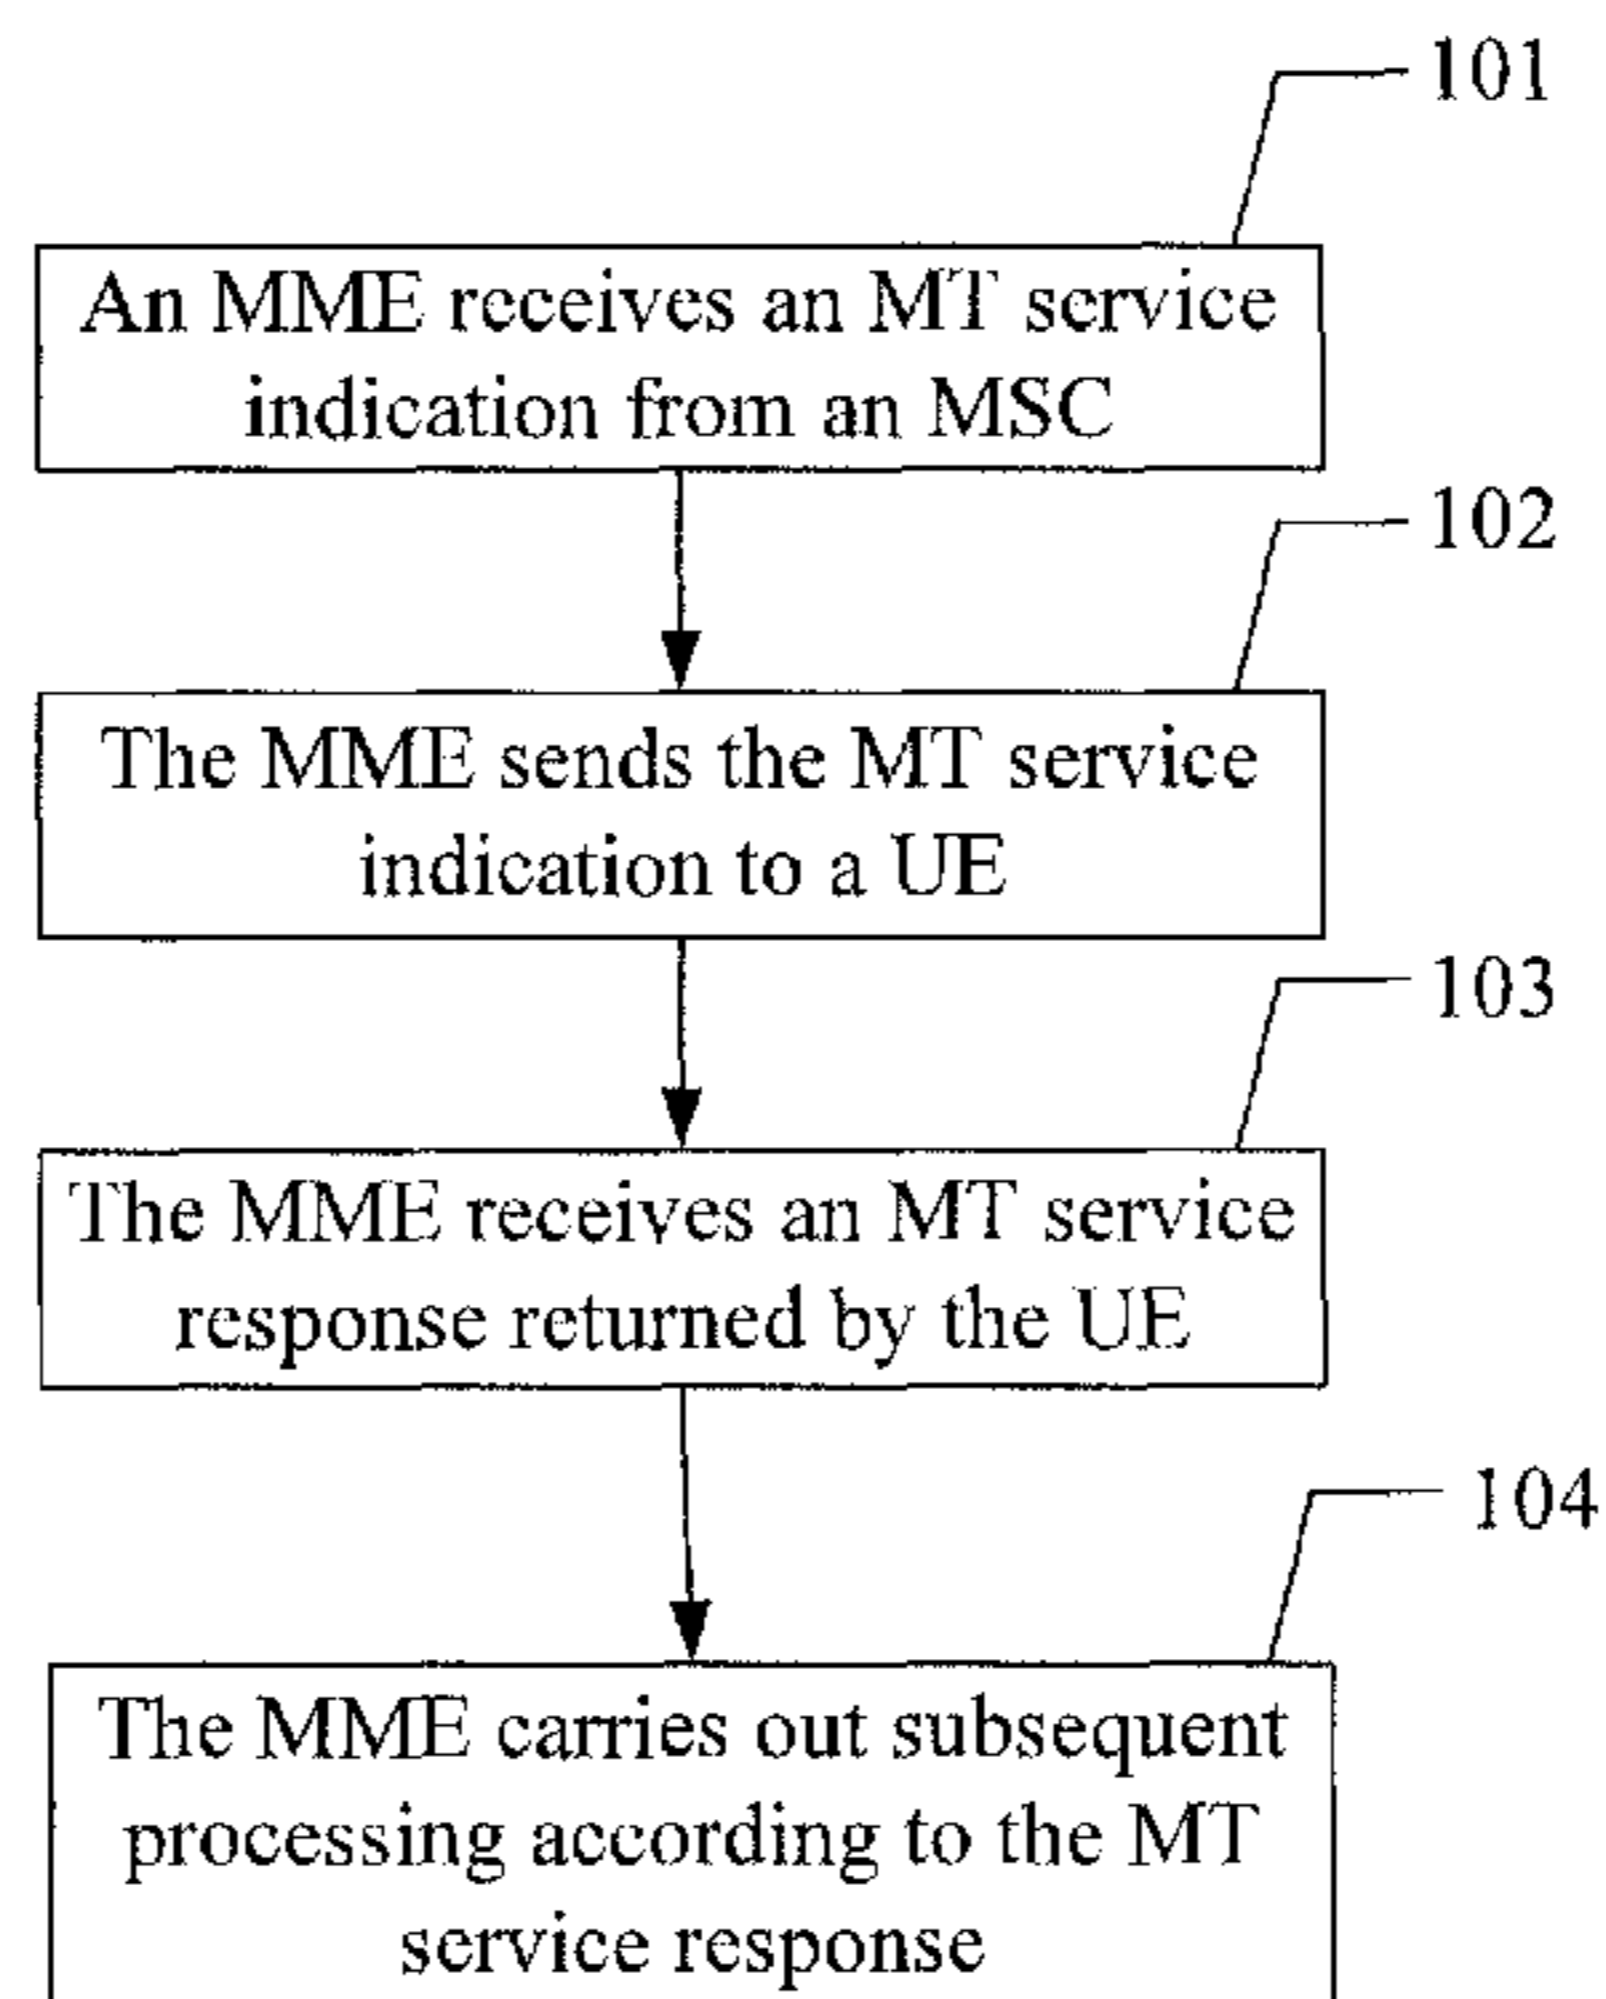 101
An MME receives an MT service
indication from an MSC
102
The MME sends the MT service
indication to a UE
103
The MME receives an MT service
response returned by the UE
104
The MME carries out subsequent
processing according to the MT
service response